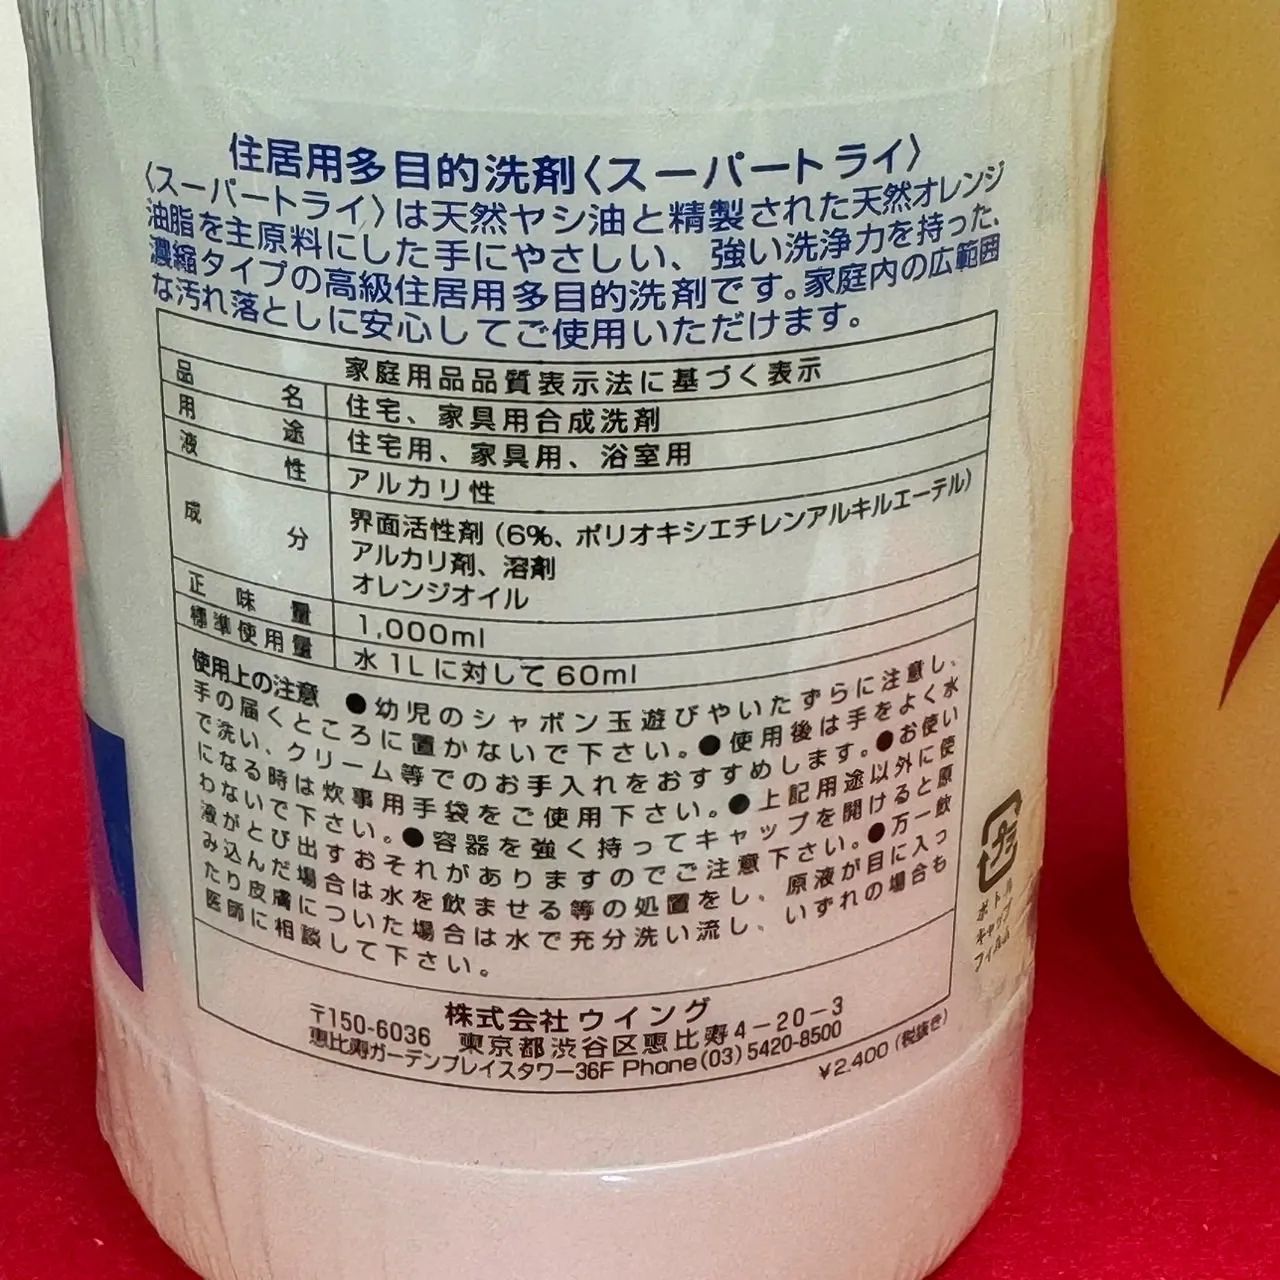 住居用多目的洗剤〈スーパートライ〉
〈スーパートライ〉は天然ヤシ油と精製された天然オレンジ
油脂を主原料にした手にやさしい、強い洗浄力を持った、
濃縮タイプの高級住居用多目的洗剤です。家庭内の広範囲
な汚れ落としに安心してご使用いただけます。
家庭用品品質表示法に基づく表示
品名 住宅、家具用合成洗剤
用途 住宅用、家具用、浴室用
液性 アルカリ性
成分 界面活性剤(6%、ポリオキシエチレンアルキルエーテル)
アルカリ剤、溶剤
オレンジオイル
正味量 1,000ml
標準使用量 水1Lに対して60ml
使用上の注意 ●幼児のシャボン玉遊びやいたずらに注意し、
手の届くところに置かないで下さい。●使用後は手をよく水
で洗い、クリーム等でのお手入れをおすすめします。●お使い
になる時は炊事用手袋をご使用下さい。●上記用途以外に使
わないで下さい。●容器を強く持ってキャップを開けると原
液がとび出すおそれがありますのでご注意下さい。●万一飲
み込んだ場合は水を飲ませる等の処置をし、原液が目に入っ
たり皮膚についた場合は水で充分洗い流し、いずれの場合も
医師に相談して下さい。
プラ
ボトル
キャップ
フィルム
株式会社ウイング
〒150-6036 東京都渋谷区恵比寿4-20-3
恵比寿ガーデンプレイスタワー36F Phone(03)5420-8500
¥2.400(税抜き)